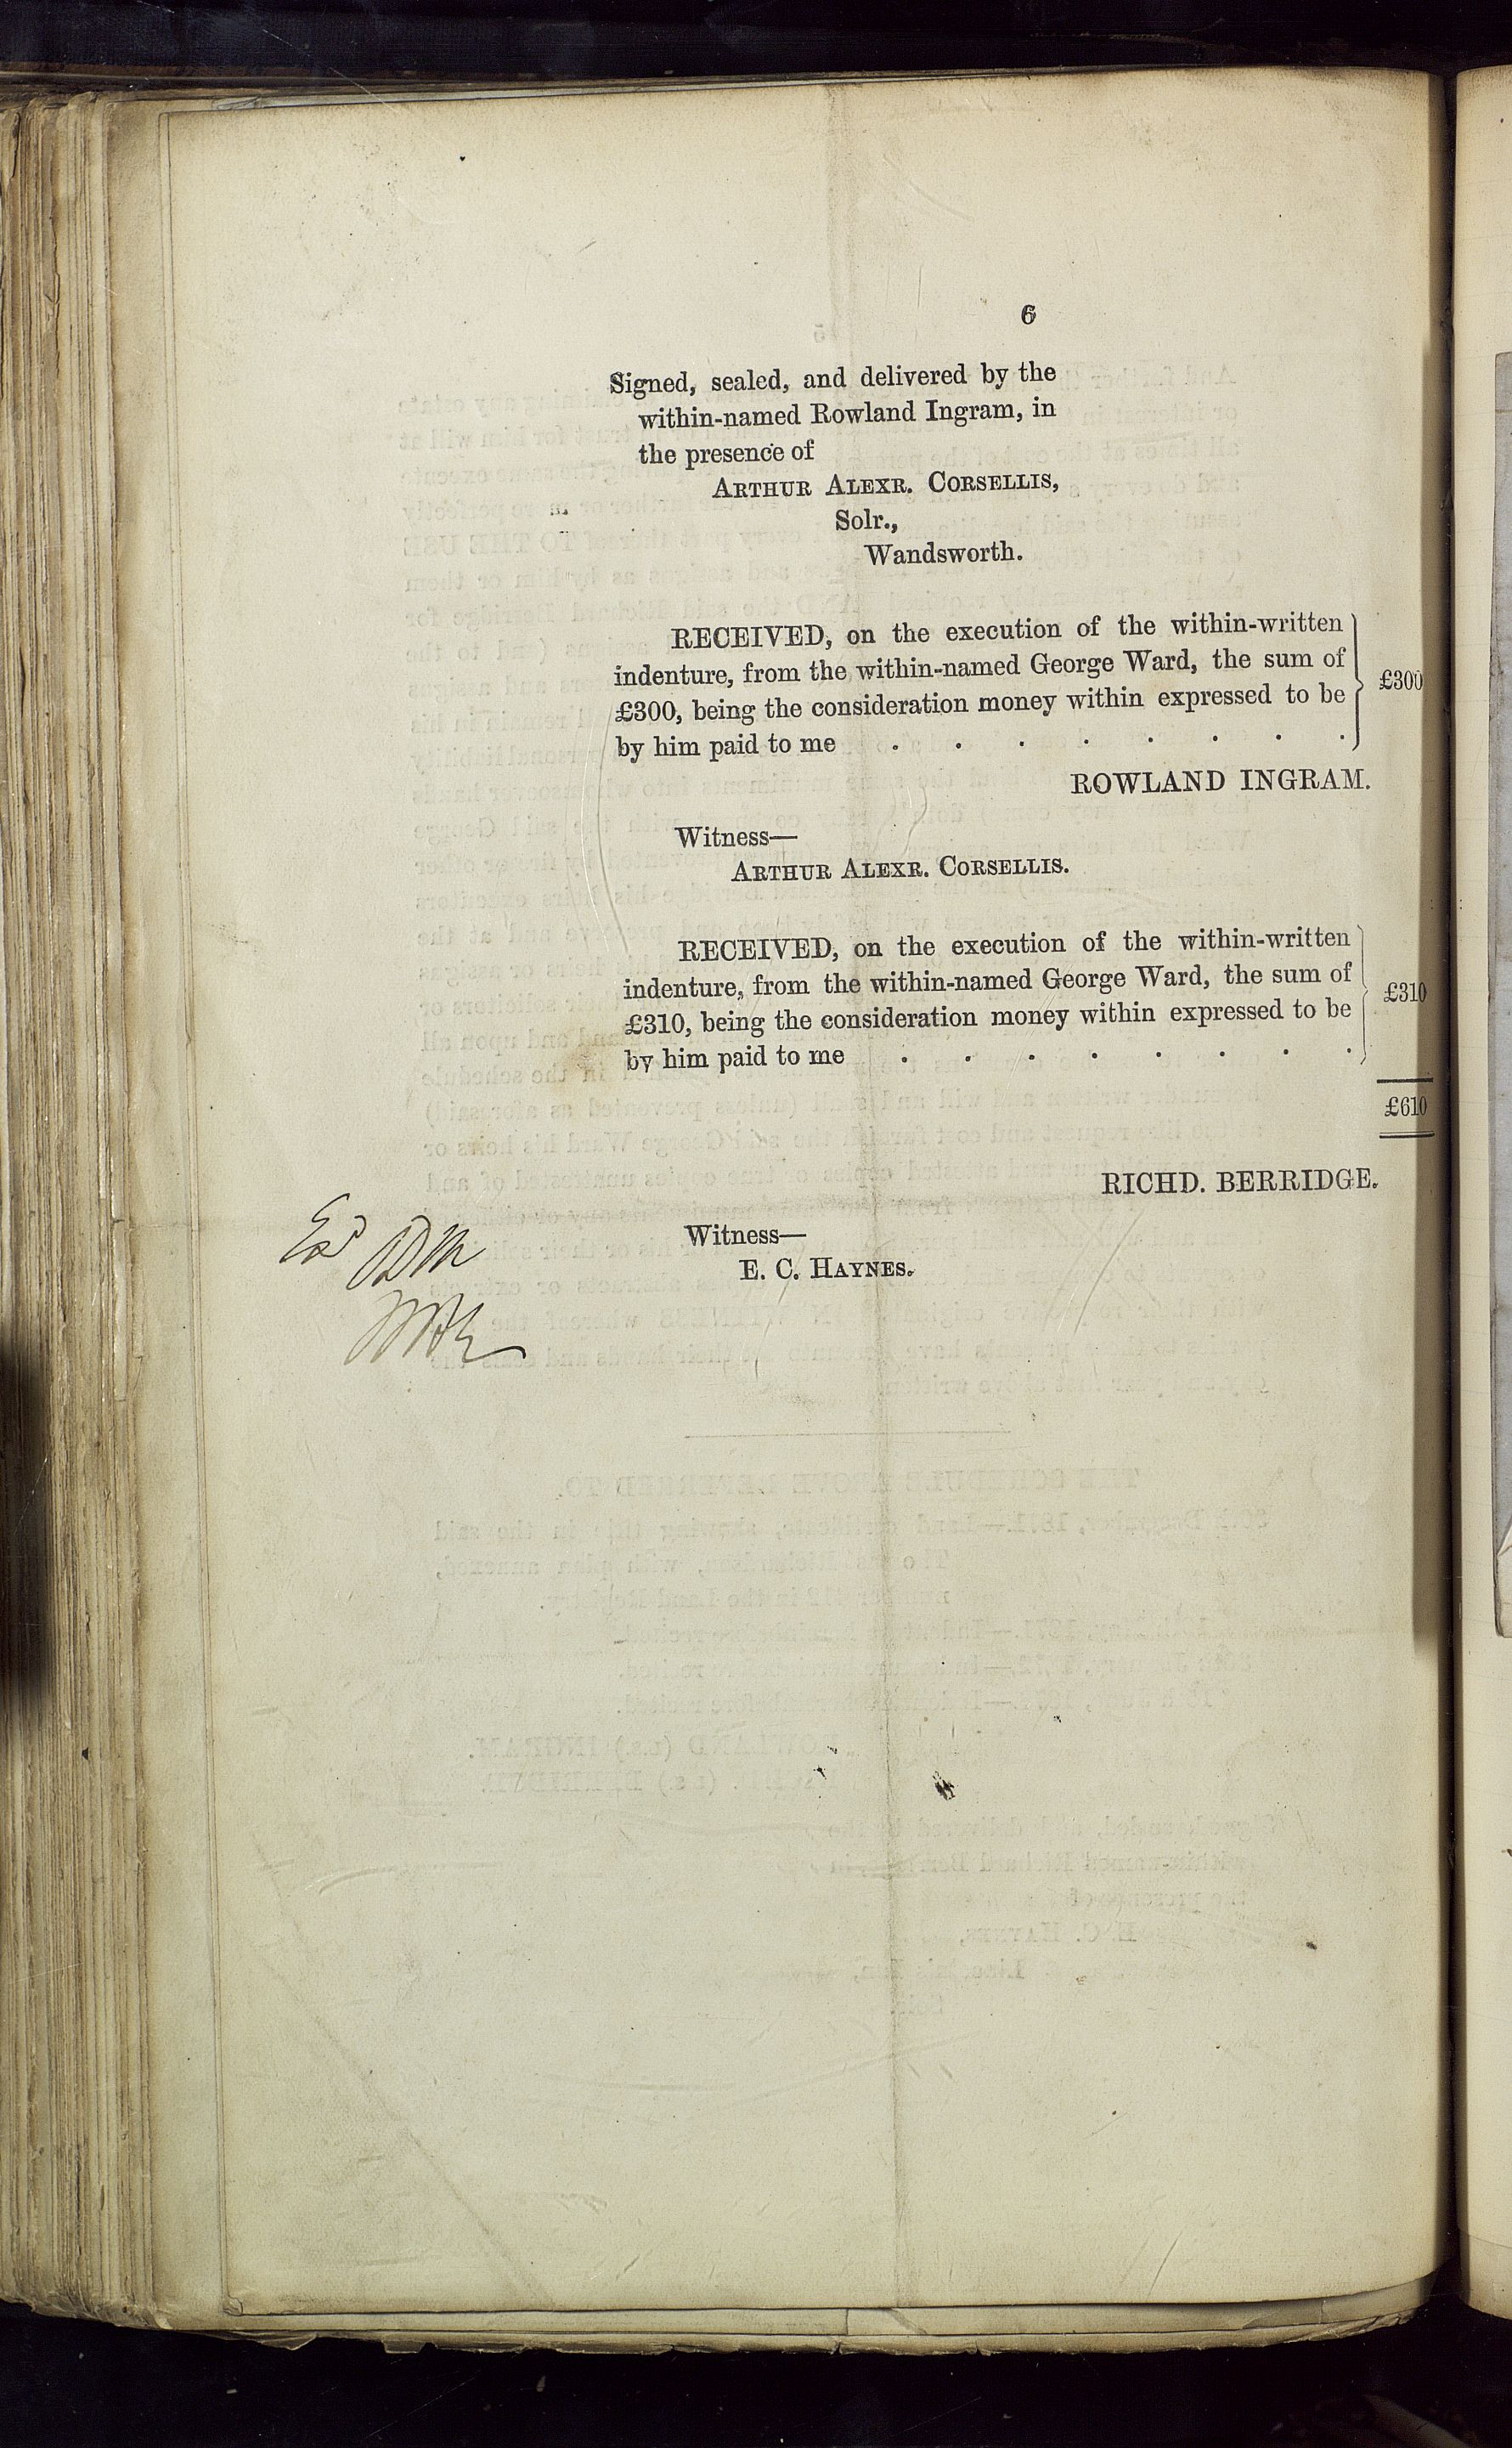 6
Signed, sealed, and delivered by the
within-named Rowland Ingram, in
the presence of
ARTHUR ALEXR. CORSELLIS,
Solr.,
Wandsworth.
RECEIVED, on the execution of the within-written
indenture, from the within-named George Ward, the sum of
£300, being the consideration money within expressed to be
by him paid to me . . . . . . . .
£300
ROWLAND INGRAM.
Witness—
ARTHUR ALEXR. CORSELLIS.
RECEIVED, on the execution of the within-written
indenture, from the within-named George Ward, the sum of
£310, being the consideration money within expressed to be
by him paid to me . . . . . . . .
£310
£610
RICHD. BERRIDGE.
Witness—
E. C. HAYNES.